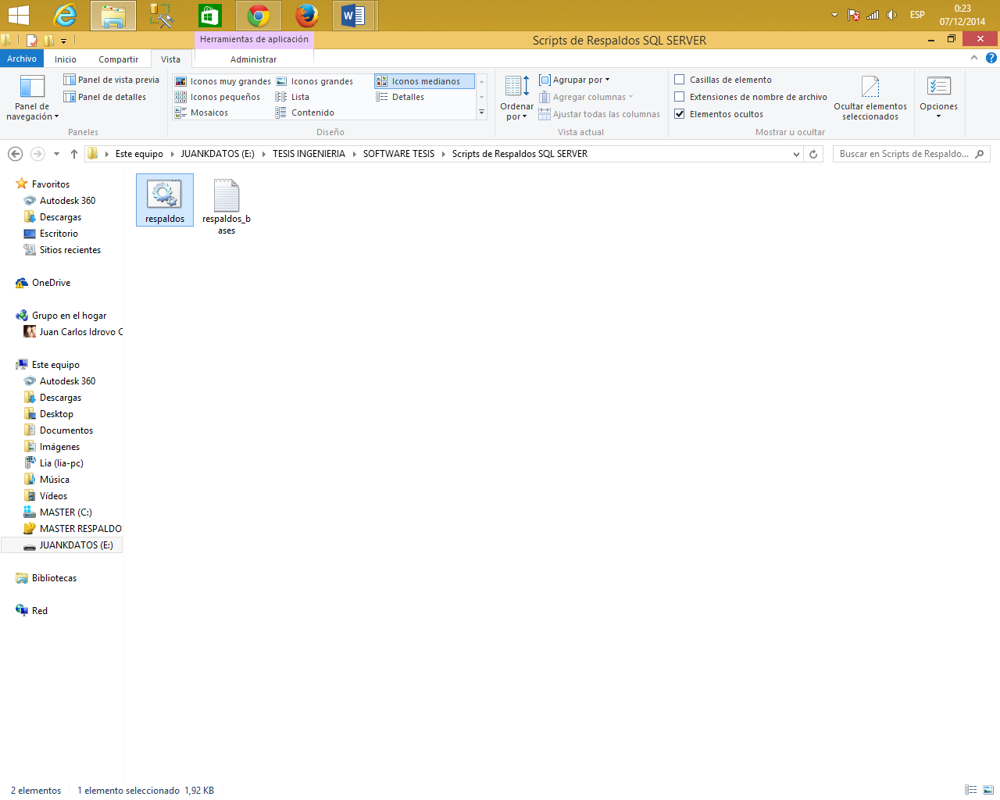 ESP
0:23
07/12/2014
Herramientas de aplicación
Scripts de Respaldos SQL SERVER
Archivo
Inicio
Compartir
Vista
Administrar
Panel de navegación
Panel de vista previa
Panel de detalles
Paneles
Iconos muy grandes
Iconos grandes
Iconos medianos
Iconos pequeños
Lista
Detalles
Mosaicos
Contenido
Diseño
Ordenar por
Agrupar por
Agregar columnas
Ajustar todas las columnas
Vista actual
Casillas de elemento
Extensiones de nombre de archivo
Elementos ocultos
Ocultar elementos seleccionados
Mostrar u ocultar
Opciones
Este equipo
JUANKDATOS (E:)
TESIS INGENIERIA
SOFTWARE TESIS
Scripts de Respaldos SQL SERVER
Buscar en Scripts de Respaldo...
Favoritos
Autodesk 360
Descargas
Escritorio
Sitios recientes
OneDrive
Grupo en el hogar
Juan Carlos Idrovo C
Este equipo
Autodesk 360
Descargas
Desktop
Documentos
Imágenes
Lia (lia-pc)
Música
Vídeos
MASTER (C:)
MASTER RESPALDO
JUANKDATOS (E:)
Bibliotecas
Red
respaldos
respaldos_b
ases
2 elementos
1 elemento seleccionado 1,92 KB